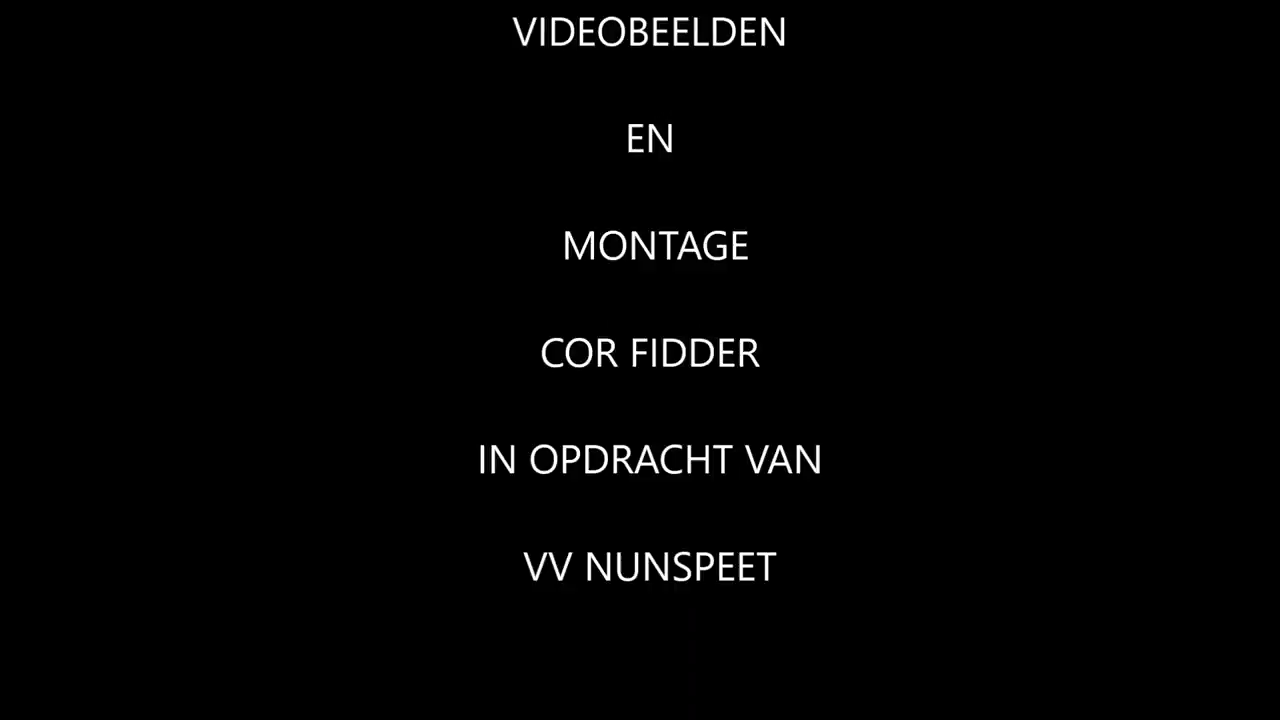 VIDEOBEELDEN
EN
MONTAGE
COR FIDDER
IN OPDRACHT VAN
VV NUNSPEET